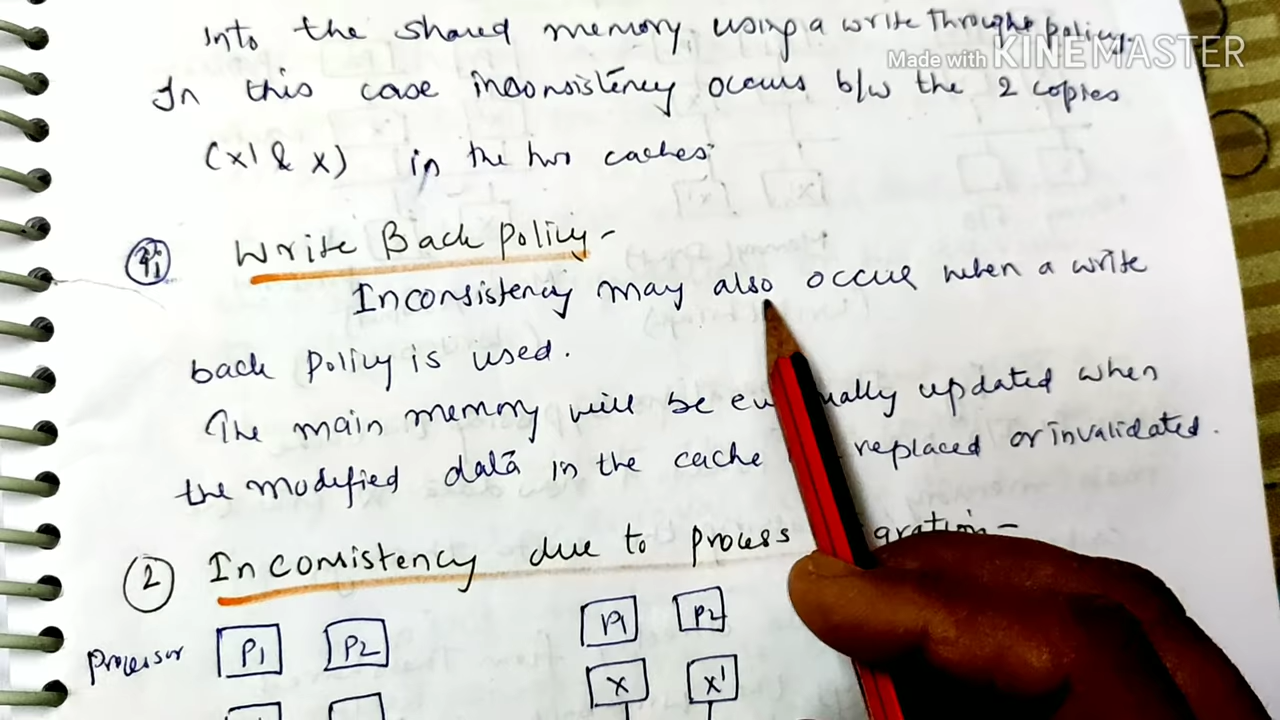 Into the shared memory using a write through policy.
Made with KINEMASTER
In this case inconsistency occurs b/w the 2 copies
(X1 & X) in the two caches
Write Back Policy -
Inconsistency may also occur when a write
back policy is used.
The main memory will be updated when
the modified data in the cache replaced or invalidated.
2 Inconsistency due to process
Processor P1 P2 P1 P2
X X1